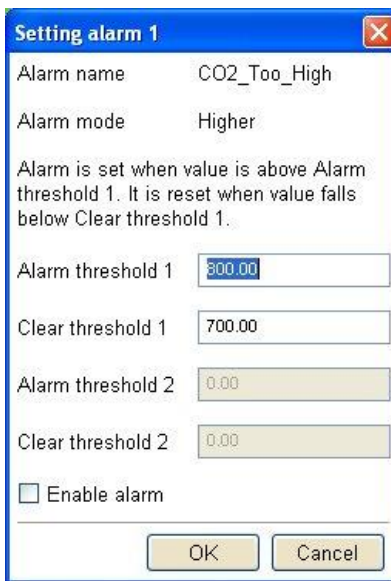 Setting alarm 1
Alarm name CO2_Too_High
Alarm mode Higher
Alarm is set when value is above Alarm
threshold 1. It is reset when value falls
below Clear threshold 1.
Alarm threshold 1 800.00
Clear threshold 1 700.00
Alarm threshold 2 0.00
Clear threshold 2 0.00
Enable alarm
OK Cancel